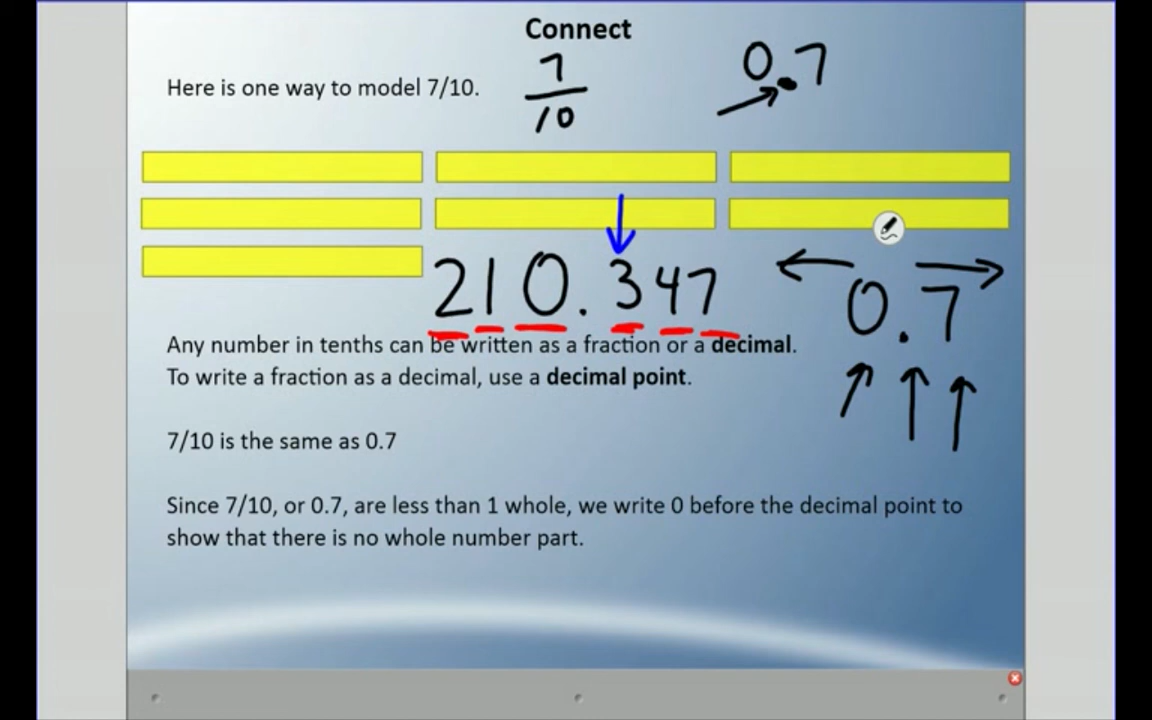 Connect
Here is one way to model 7/10.
7
10
0.7
210.347
0.7
Any number in tenths can be written as a fraction or a decimal.
To write a fraction as a decimal, use a decimal point.
7/10 is the same as 0.7
Since 7/10, or 0.7, are less than 1 whole, we write 0 before the decimal point to
show that there is no whole number part.